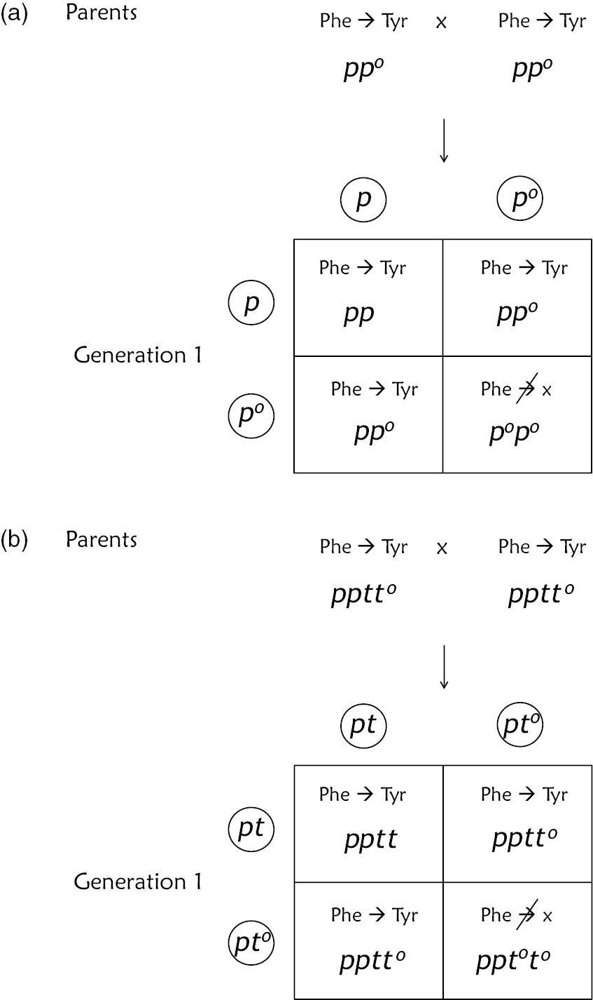 (a) Parents Phe → Tyr x Phe → Tyr
ppᵒ ppᵒ
p pᵒ
Phe → Tyr Phe → Tyr
p pp ppᵒ
Generation 1
Phe → Tyr Phe → x
pᵒ ppᵒ pᵒpᵒ
(b) Parents Phe → Tyr x Phe → Tyr
ppttᵒ ppttᵒ
pt ptᵒ
Phe → Tyr Phe → Tyr
pt pptt ppttᵒ
Generation 1
Phe → Tyr Phe → x
ptᵒ ppttᵒ pptᵒtᵒ